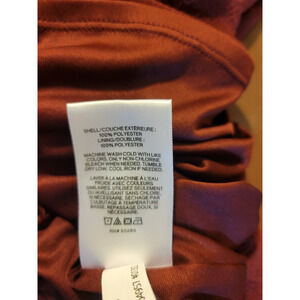 SHELL/COUCHE EXTÉRIEURE :
100% POLYESTER
LINING/DOUBLURE :
100% POLYESTER
MACHINE WASH COLD WITH LIKE
COLORS. ONLY NON-CHLORINE
BLEACH WHEN NEEDED. TUMBLE
DRY LOW. COOL IRON IF NEEDED.
LAVER À LA MACHINE À L'EAU
FROIDE AVEC COULEURS
SIMILAIRES. UTILISEZ SEULEMENT
DU JAVELLISANT SANS CHLORE,
SI NÉCESSAIRE. SÉCHAGE PAR
CULBUTAGE À TEMPÉRATURE
BASSE. REPASSAGE DOUX, SI
NÉCESSAIRE.